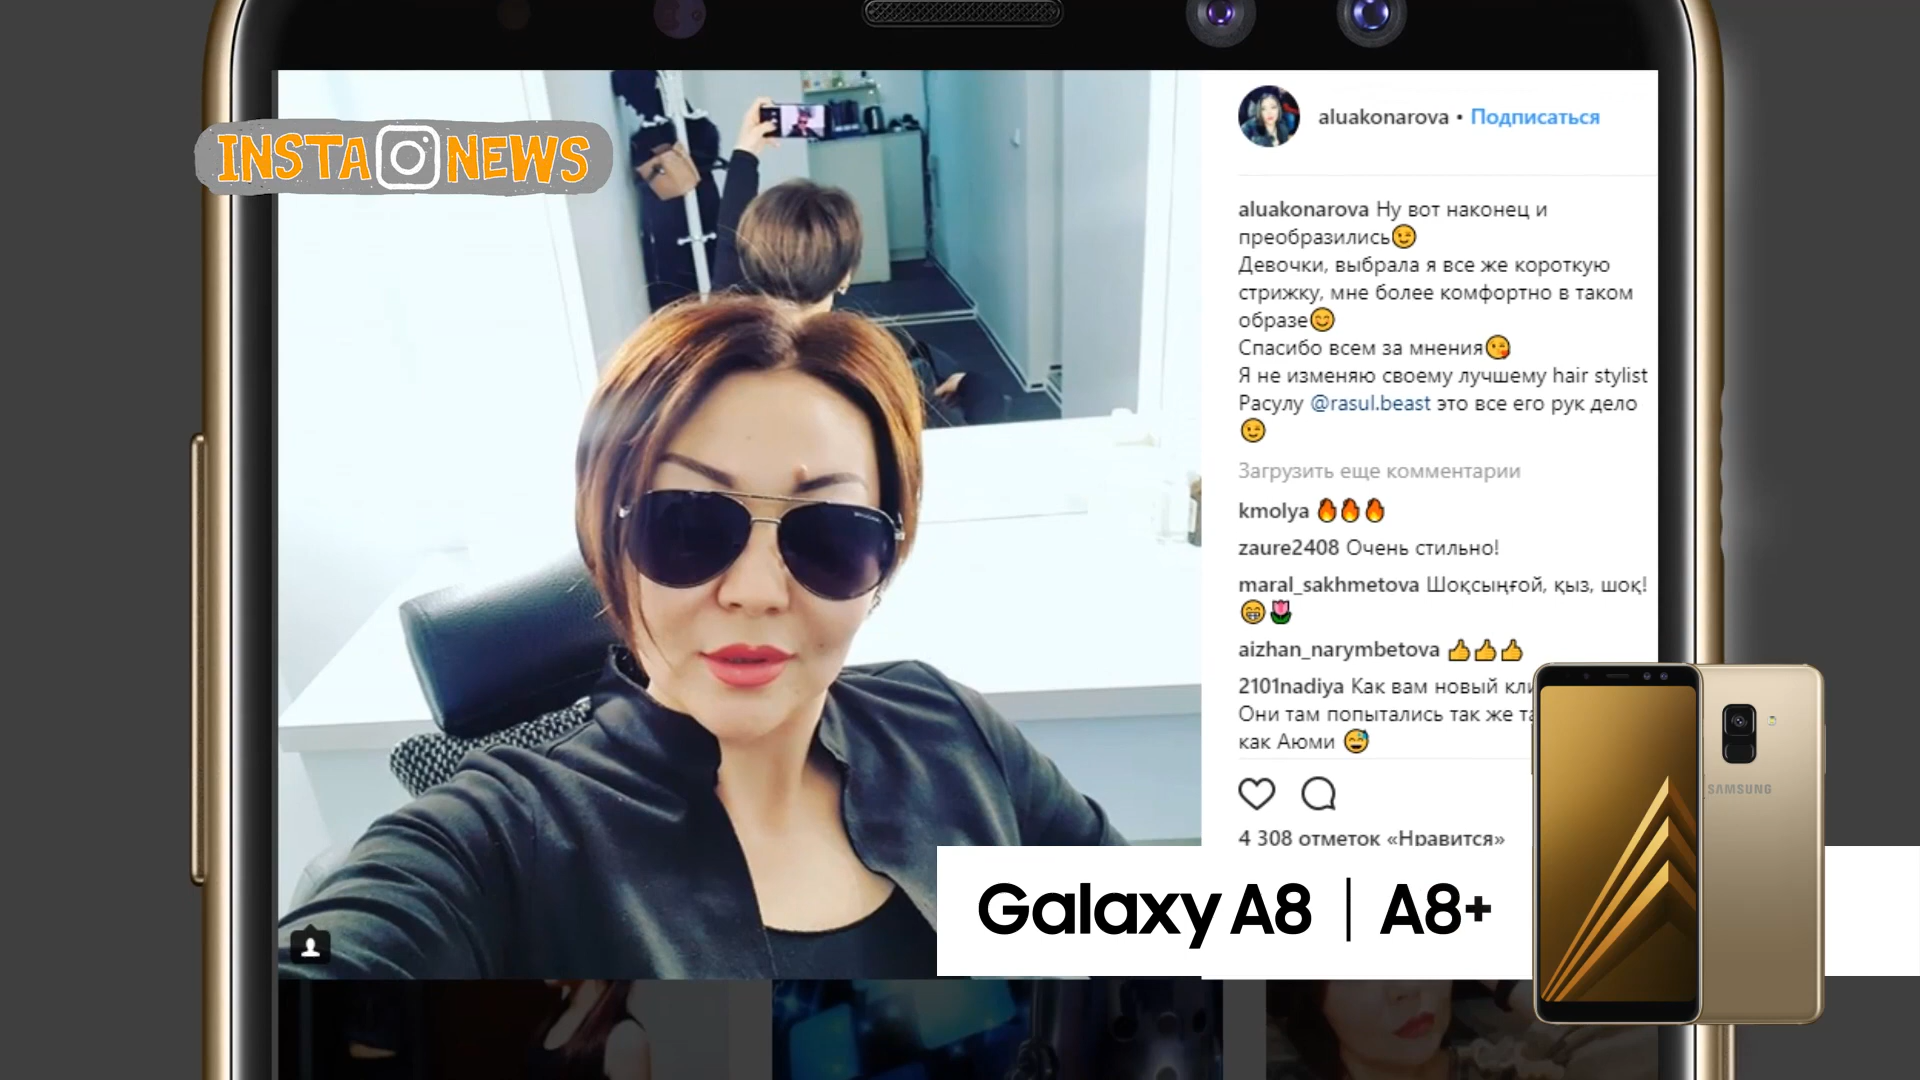 INSTA NEWS
aluakonarova • Подписаться
aluakonarova Ну вот наконец и
преобразились😉
Девочки, выбрала я все же короткую
стрижку, мне более комфортно в таком
образе😊
Спасибо всем за мнения😘
Я не изменяю своему лучшему hair stylist
Расулу @rasul.beast это все его рук дело
😉
Загрузить еще комментарии
kmolya 🔥🔥🔥
zaure2408 Очень стильно!
maral_sakhmetova Шоқсыңғой, қыз, шоқ!
😁🌷
aizhan_narymbetova 👍👍👍
2101nadiya Как вам новый
Они там попытались так же
как Аюми 😅
4 308 отметок «Нравится»
Galaxy A8 | A8+
SAMSUNG